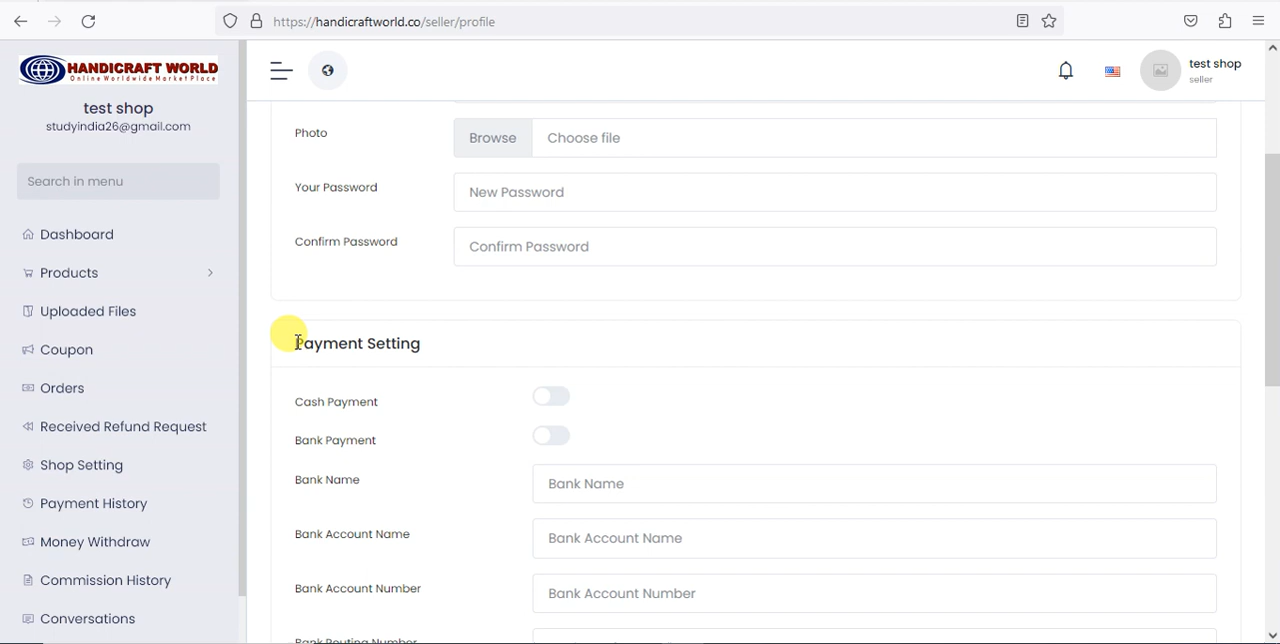 https://handicraftworld.co/seller/profile
HANDICRAFT WORLD
Online Worldwide Market Place
test shop
studyindia26@gmail.com
Search in menu
Dashboard
Products
Uploaded Files
Coupon
Orders
Received Refund Request
Shop Setting
Payment History
Money Withdraw
Commission History
Conversations
test shop
seller
Photo
Browse
Choose file
Your Password
New Password
Confirm Password
Confirm Password
Payment Setting
Cash Payment
Bank Payment
Bank Name
Bank Name
Bank Account Name
Bank Account Name
Bank Account Number
Bank Account Number
Bank Routing Number